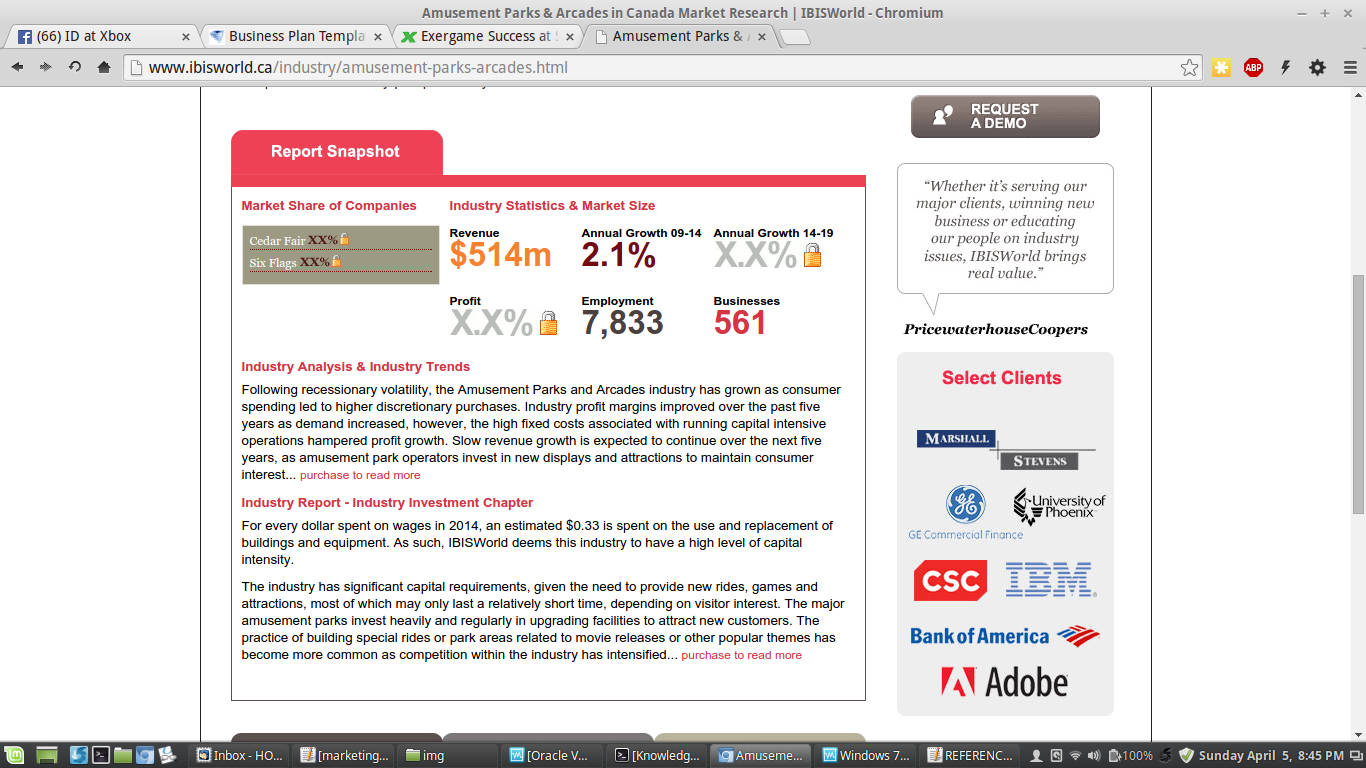 Amusement Parks & Arcades in Canada Market Research | IBISWorld - Chromium
(66) ID at Xbox
Business Plan Templa
Exergame Success at
Amusement Parks &
www.ibisworld.ca/industry/amusement-parks-arcades.html
ABP
REQUEST
A DEMO
Report Snapshot
Market Share of Companies
Cedar Fair XX%
Six Flags XX%
Industry Statistics & Market Size
Revenue
$514m
Annual Growth 09-14
2.1%
Annual Growth 14-19
X.X%
Profit
X.X%
Employment
7,833
Businesses
561
Industry Analysis & Industry Trends
Following recessionary volatility, the Amusement Parks and Arcades industry has grown as consumer
spending led to higher discretionary purchases. Industry profit margins improved over the past five
years as demand increased, however, the high fixed costs associated with running capital intensive
operations hampered profit growth. Slow revenue growth is expected to continue over the next five
years, as amusement park operators invest in new displays and attractions to maintain consumer
interest... purchase to read more
Industry Report - Industry Investment Chapter
For every dollar spent on wages in 2014, an estimated $0.33 is spent on the use and replacement of
buildings and equipment. As such, IBISWorld deems this industry to have a high level of capital
intensity.
The industry has significant capital requirements, given the need to provide new rides, games and
attractions, most of which may only last a relatively short time, depending on visitor interest. The major
amusement parks invest heavily and regularly in upgrading facilities to attract new customers. The
practice of building special rides or park areas related to movie releases or other popular themes has
become more common as competition within the industry has intensified... purchase to read more
“Whether it’s serving our
major clients, winning new
business or educating
our people on industry
issues, IBISWorld brings
real value.”
PricewaterhouseCoopers
Select Clients
MARSHALL
STEVENS
GE Commercial Finance
University of
Phoenix
CSC
IBM
Bank of America
Adobe
Inbox - HO...
[marketing...
img
[Oracle V...
[Knowledg...
Amuseme...
Windows 7...
REFERENC...
100%
Sunday April 5, 8:45 PM